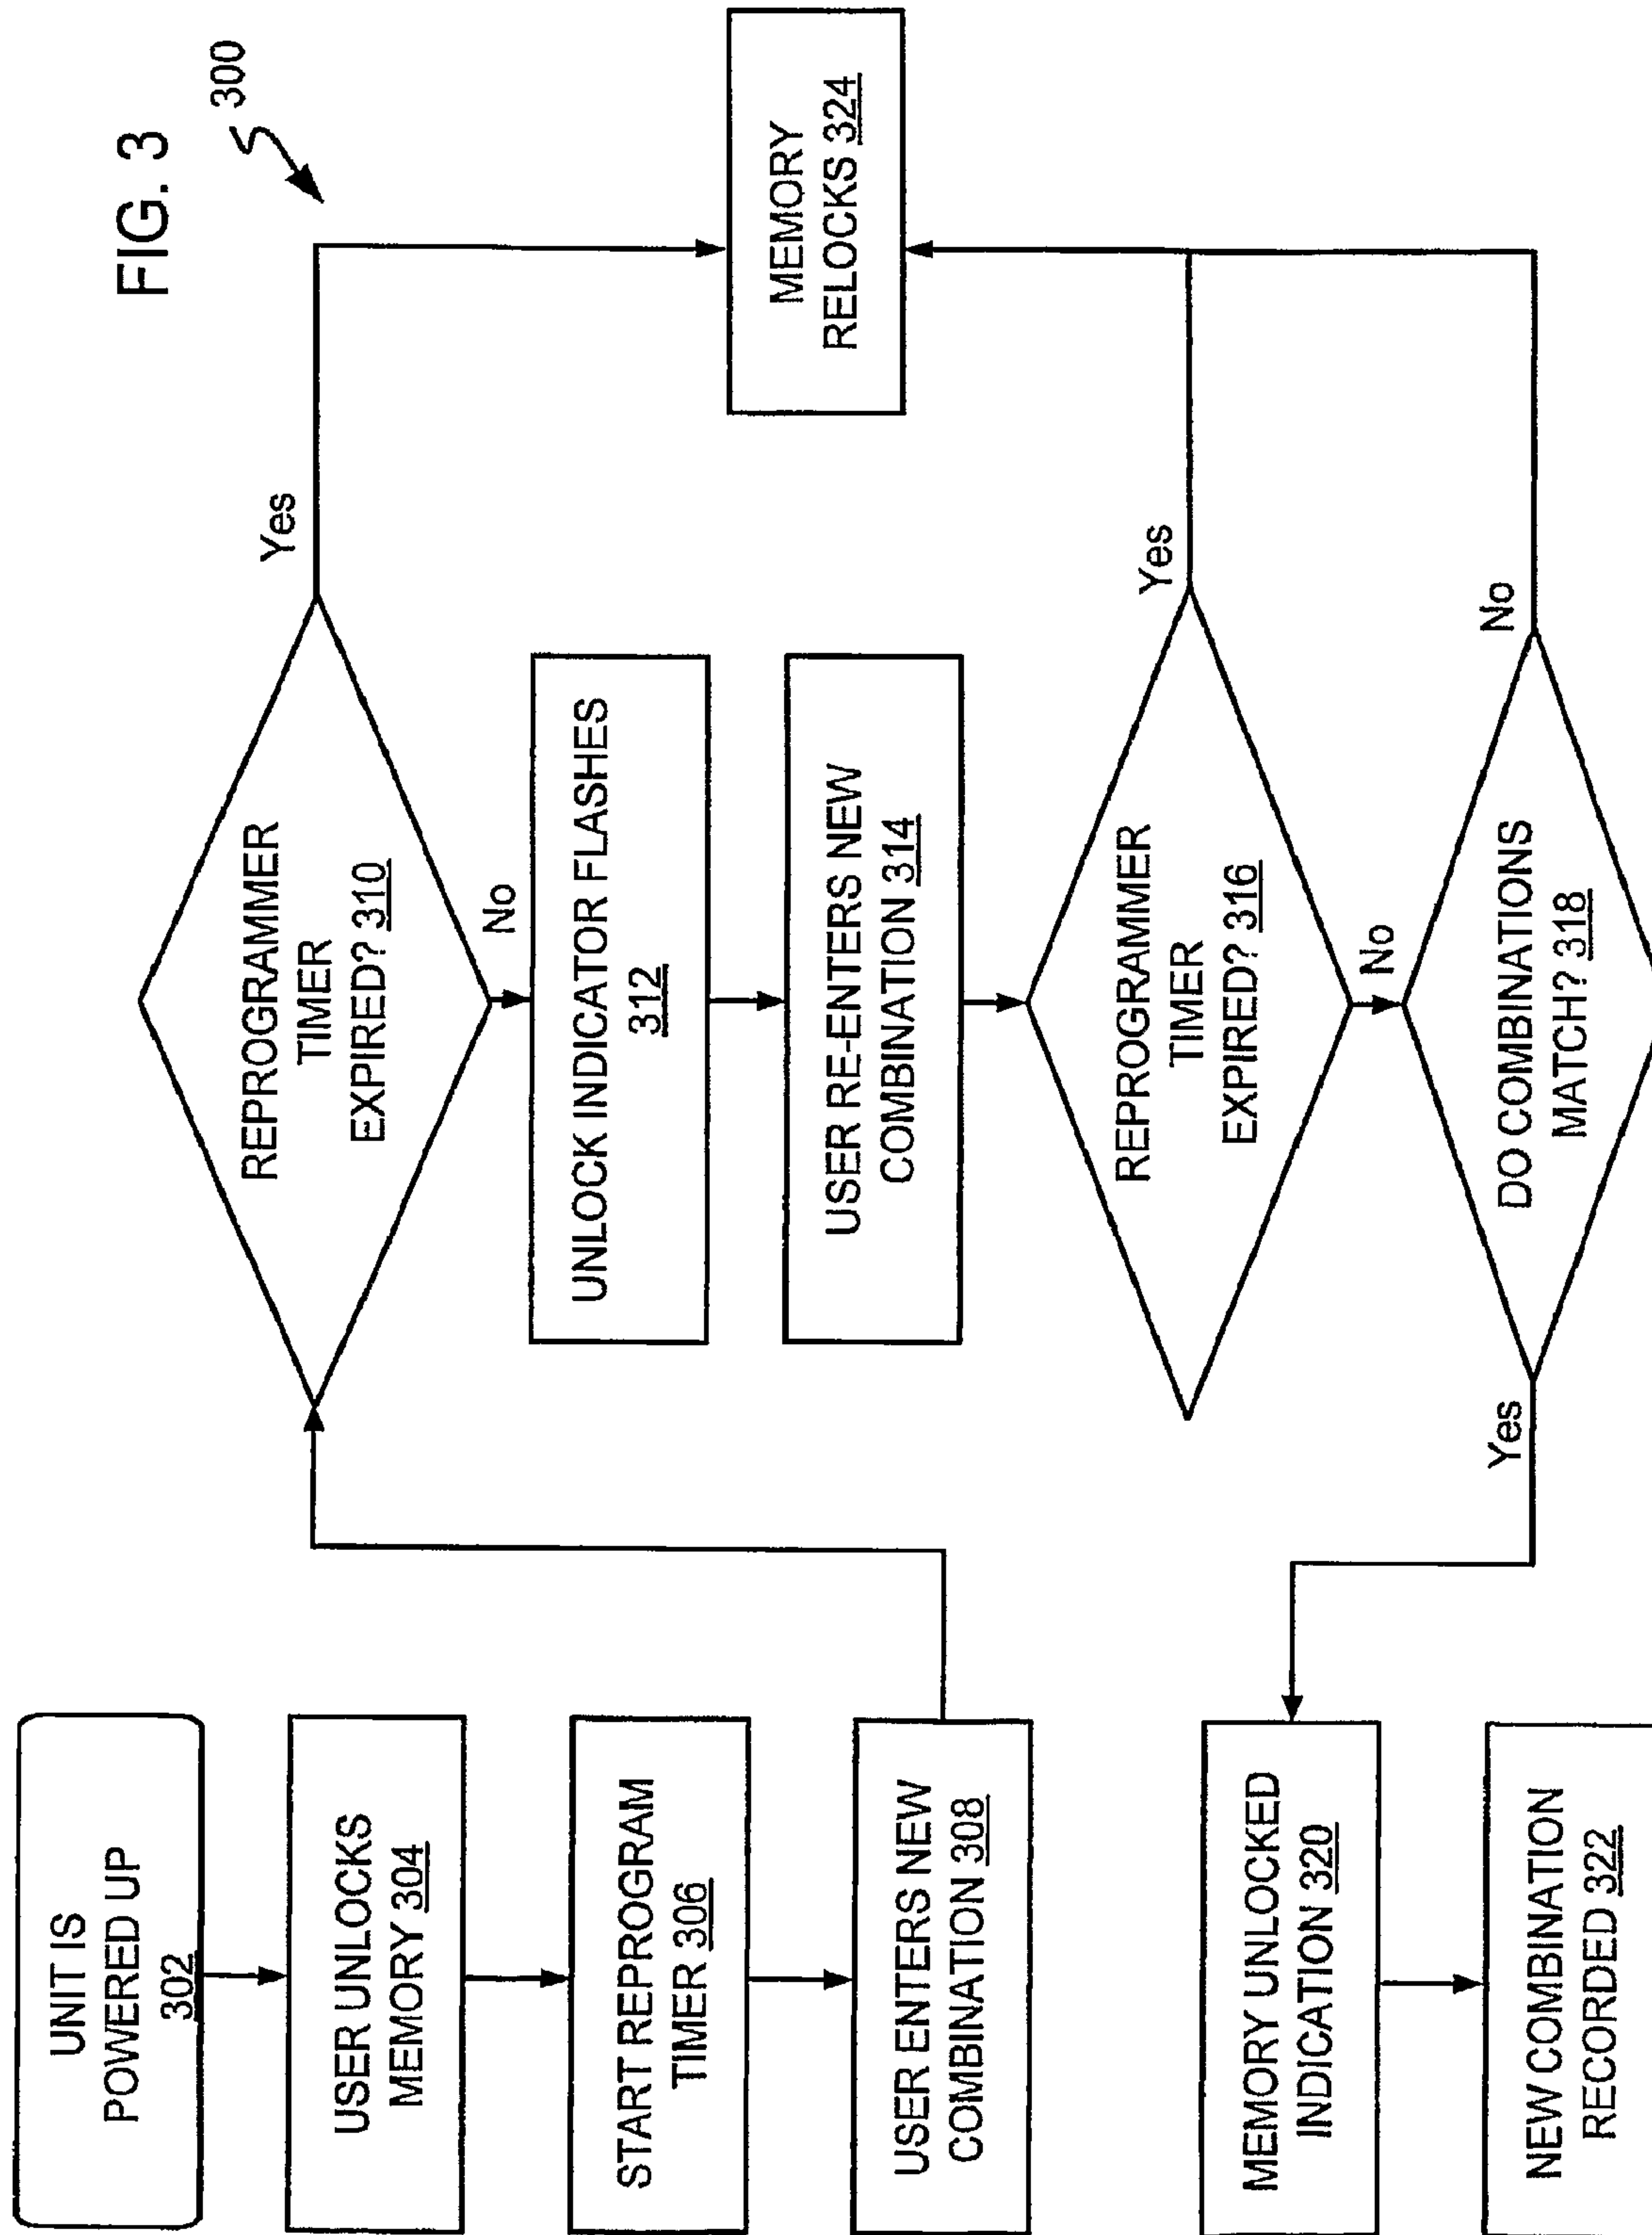 FIG. 3
300
UNIT IS
POWERED UP
302
USER UNLOCKS
MEMORY 304
START REPROGRAM
TIMER 306
USER ENTERS NEW
COMBINATION 308
REPROGRAMMER
TIMER
EXPIRED? 310
Yes
No
UNLOCK INDICATOR FLASHES
312
USER RE-ENTERS NEW
COMBINATION 314
REPROGRAMMER
TIMER
EXPIRED? 316
Yes
No
DO COMBINATIONS
MATCH? 318
Yes
No
MEMORY UNLOCKED
INDICATION 320
NEW COMBINATION
RECORDED 322
MEMORY
RELOCKS 324